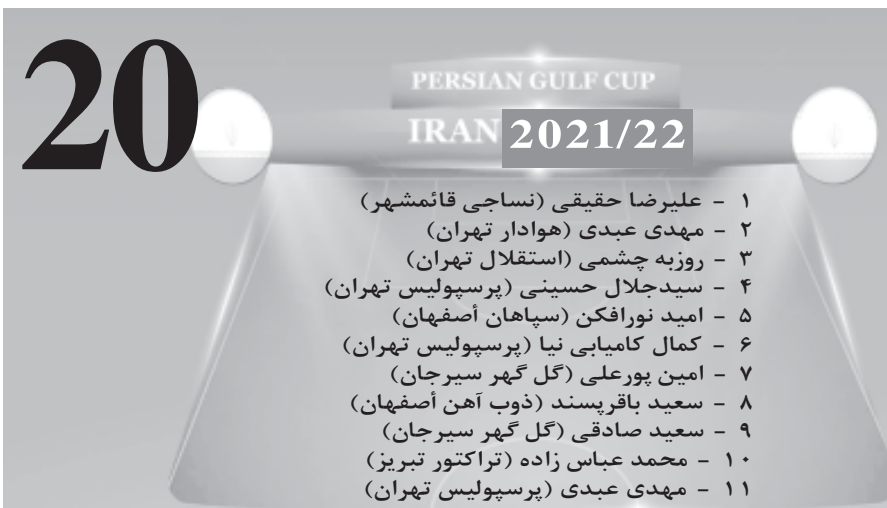 20
PERSIAN GULF CUP
IRAN 2021/22
۱ - علیرضا حقیقی (نساجی قائمشهر)
۲ - مهدی عبدی (هوادار تهران)
۳ - روزبه چشمی (استقلال تهران)
۴ - سیدجلال حسینی (پرسپولیس تهران)
۵ - امید نورافکن (سپاهان أصفهان)
۶ - کمال کامیابی نیا (پرسپولیس تهران)
۷ - امین پورعلی (گل گهر سیرجان)
۸ - سعید باقرپسند (ذوب آهن أصفهان)
۹ - سعید صادقی (گل گهر سیرجان)
۱۰ - محمد عباس زاده (تراکتور تبریز)
۱۱ - مهدی عبدی (پرسپولیس تهران)